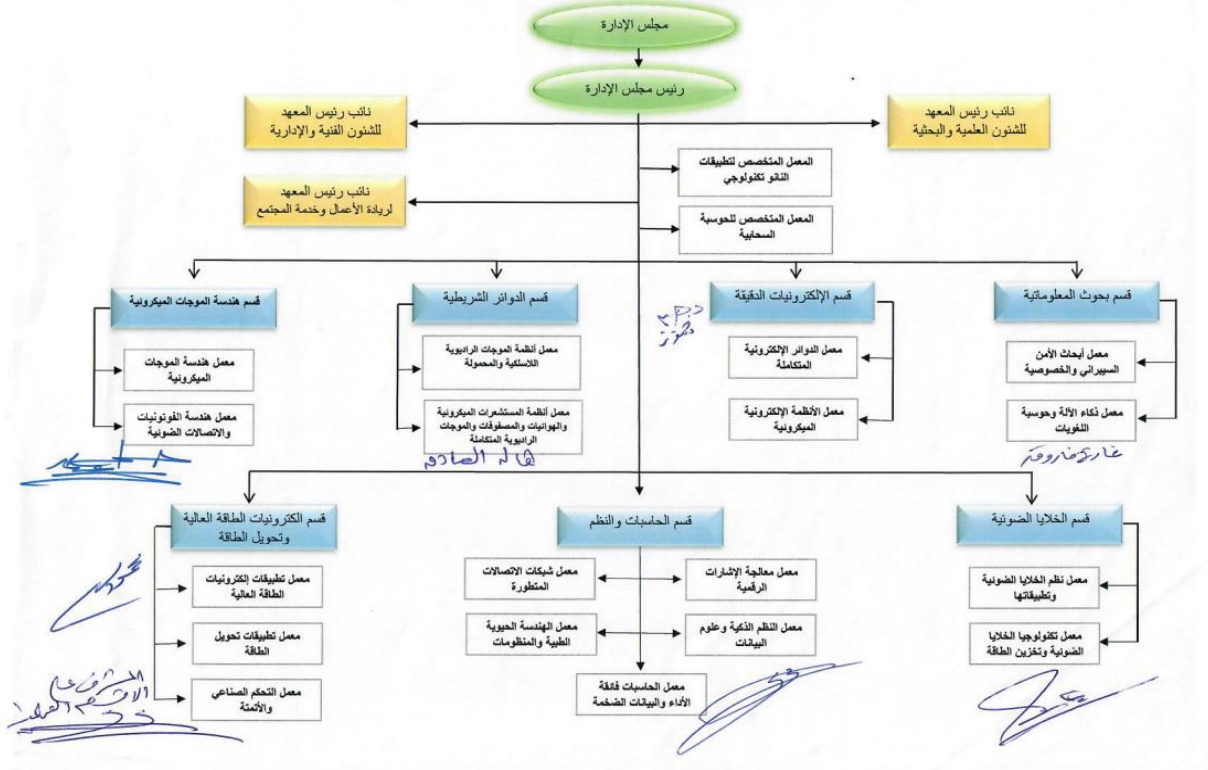 مجلس الإدارة
رئيس مجلس الإدارة
نائب رئيس المعهد
للشئون العلمية والبحثية
نائب رئيس المعهد
للشئون الفنية والإدارية
المعمل المتخصص لتطبيقات
النانو تكنولوجي
نائب رئيس المعهد
لريادة الأعمال وخدمة المجتمع
المعمل المتخصص للحوسبة
السحابية
قسم بحوث المعلوماتية
معمل أبحاث الأمن
السيبراني والخصوصية
معمل ذكاء الآلة وحوسبة
اللغويات
قسم الإلكترونيات الدقيقة
معمل الدوائر الإلكترونية
المتكاملة
معمل الأنظمة الإلكترونية
الميكرونية
قسم الدوائر الشريطية
معمل أنظمة الموجات الراديوية
اللاسلكية والمحمولة
معمل أنظمة المستشعرات الميكرونية
والهوائيات والمصفوفات والموجات
الراديوية المتكاملة
هالة الصادق
قسم هندسة الموجات الميكرونية
معمل هندسة الموجات
الميكرونية
معمل هندسة الفوتونيات
والاتصالات الضوئية
قسم الخلايا الضوئية
معمل نظم الخلايا الضوئية
وتطبيقاتها
معمل تكنولوجيا الخلايا
الضوئية وتخزين الطاقة
قسم الحاسبات والنظم
معمل معالجة الإشارات
الرقمية
معمل شبكات الاتصالات
المتطورة
معمل النظم الذكية وعلوم
البيانات
معمل الهندسة الحيوية
الطبية والمنظومات
معمل الحاسبات فائقة
الأداء والبيانات الضخمة
قسم الكترونيات الطاقة العالية
وتحويل الطاقة
معمل تطبيقات إلكترونيات
الطاقة العالية
معمل تطبيقات تحويل
الطاقة
معمل التحكم الصناعي
والأتمتة